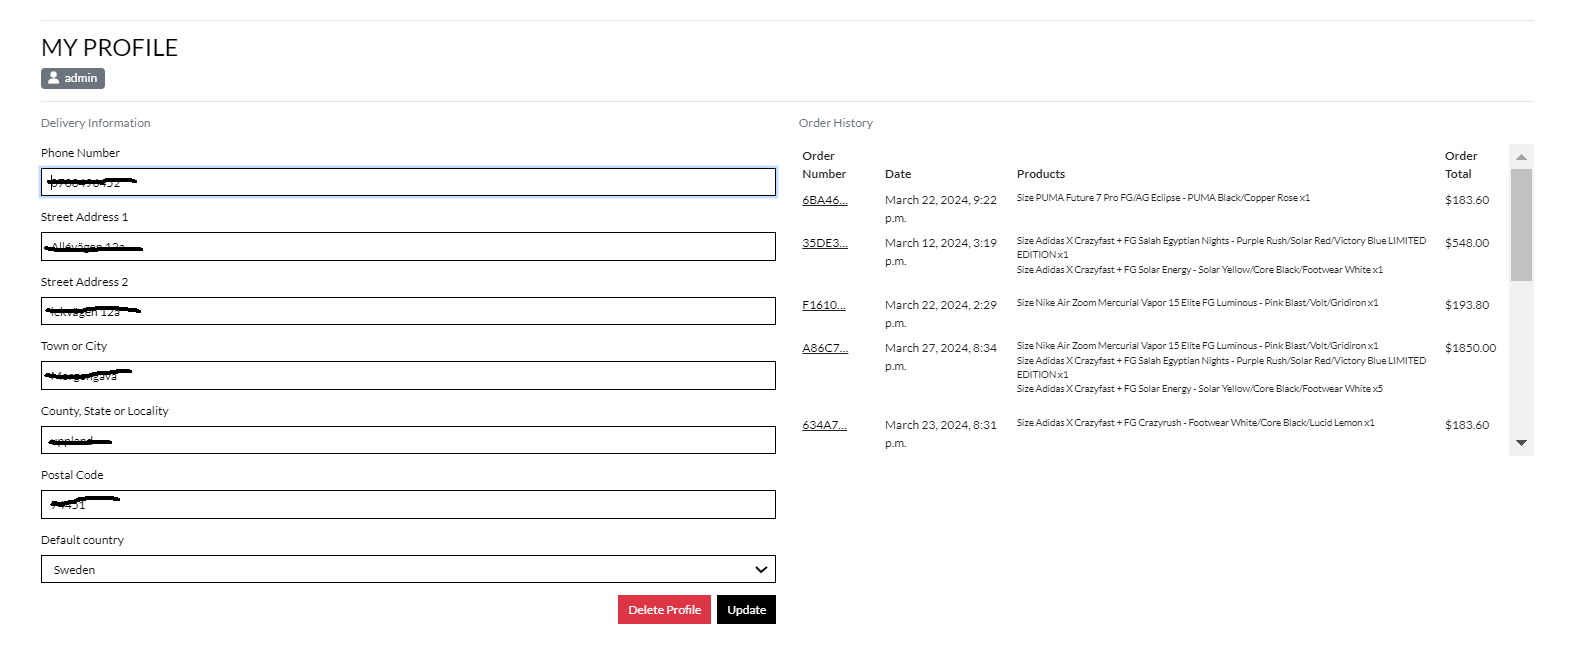 MY PROFILE
admin
Delivery Information
Phone Number
Street Address 1
Street Address 2
Town or City
County, State or Locality
Postal Code
Default country
Sweden
Delete Profile
Update
Order History
Order
Number
Date
Products
Order
Total
6BA46...
March 22, 2024, 9:22
p.m.
Size PUMA Future 7 Pro FG/AG Eclipse - PUMA Black/Copper Rose x1
$183.60
35DE3...
March 12, 2024, 3:19
p.m.
Size Adidas X Crazyfast + FG Salah Egyptian Nights - Purple Rush/Solar Red/Victory Blue LIMITED
EDITION x1
Size Adidas X Crazyfast + FG Solar Energy - Solar Yellow/Core Black/Footwear White x1
$548.00
F1610...
March 22, 2024, 2:29
p.m.
Size Nike Air Zoom Mercurial Vapor 15 Elite FG Luminous - Pink Blast/Volt/Gridiron x1
$193.80
A86C7...
March 27, 2024, 8:34
p.m.
Size Nike Air Zoom Mercurial Vapor 15 Elite FG Luminous - Pink Blast/Volt/Gridiron x1
Size Adidas X Crazyfast + FG Salah Egyptian Nights - Purple Rush/Solar Red/Victory Blue LIMITED
EDITION x1
Size Adidas X Crazyfast + FG Solar Energy - Solar Yellow/Core Black/Footwear White x5
$1850.00
634A7...
March 23, 2024, 8:31
p.m.
Size Adidas X Crazyfast + FG Crazyrush - Footwear White/Core Black/Lucid Lemon x1
$183.60